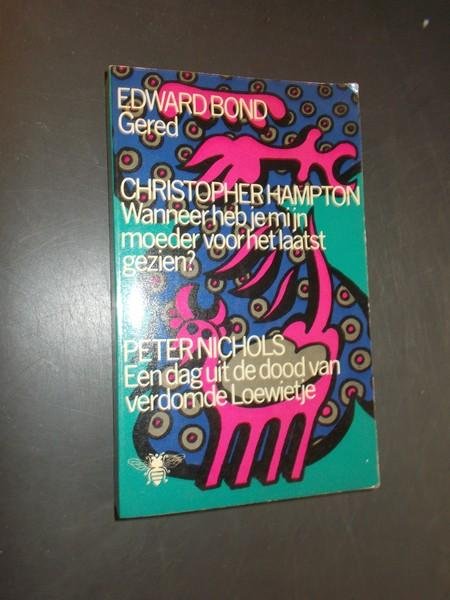 EDWARD BOND
Gered
CHRISTOPHER HAMPTON
Wanneer heb je mijn
moeder voor het laatst
gezien?
PETER NICHOLS
Een dag uit de dood van
verdomde Loewietje